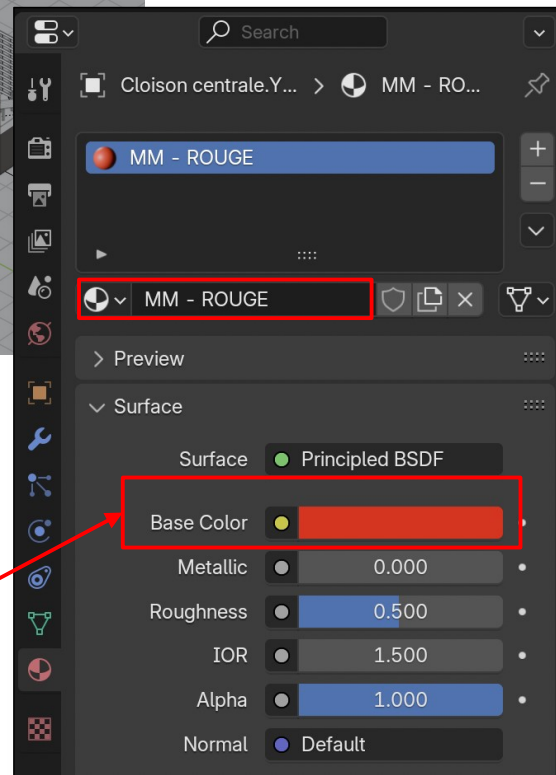 Search
Cloison centrale.Y... > MM - RO...
MM - ROUGE
MM - ROUGE
Preview
Surface
Surface Principled BSDF
Base Color
Metallic 0.000
Roughness 0.500
IOR 1.500
Alpha 1.000
Normal Default